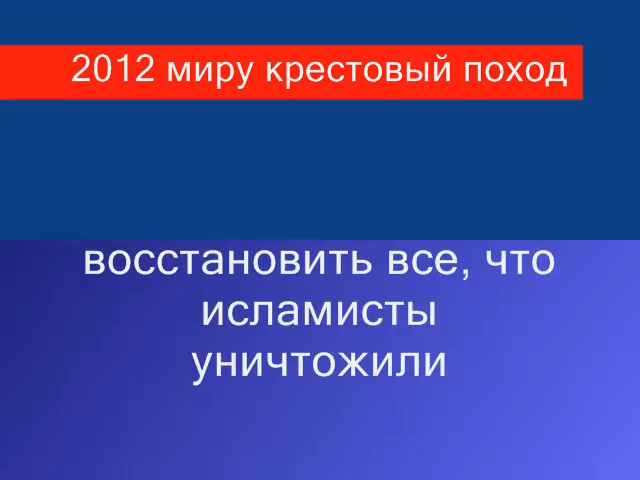 2012 миру крестовый поход
восстановить все, что
исламисты
уничтожили